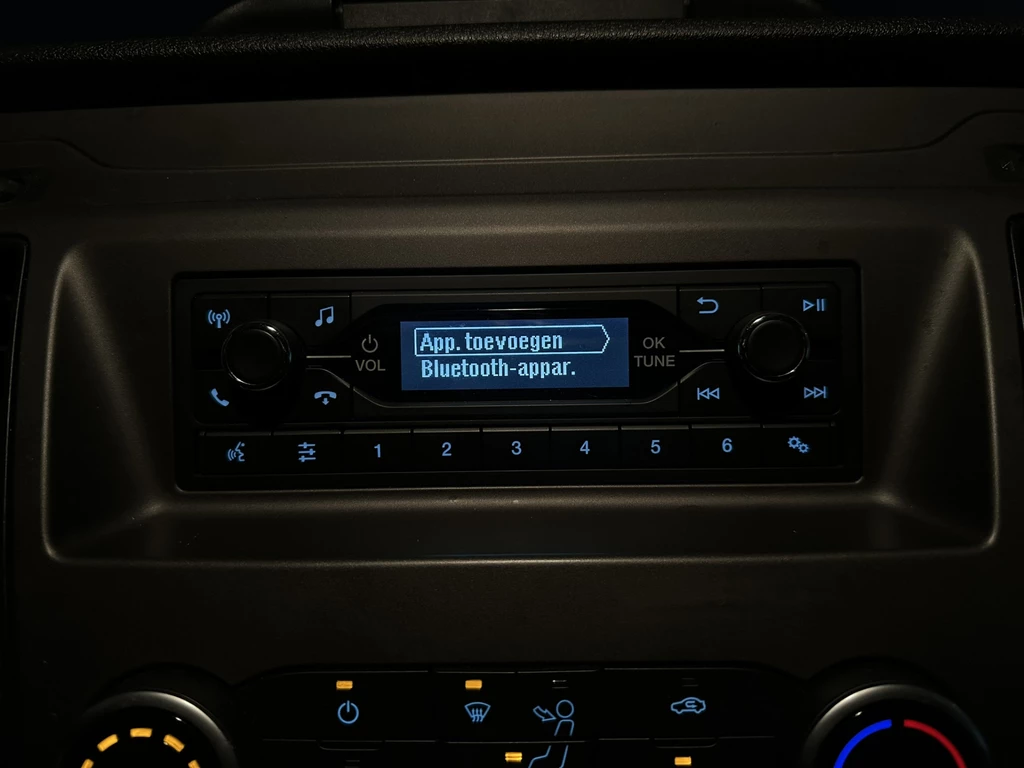 App. toevoegen
Bluetooth-appar.
VOL
OK
TUNE
1 2 3 4 5 6